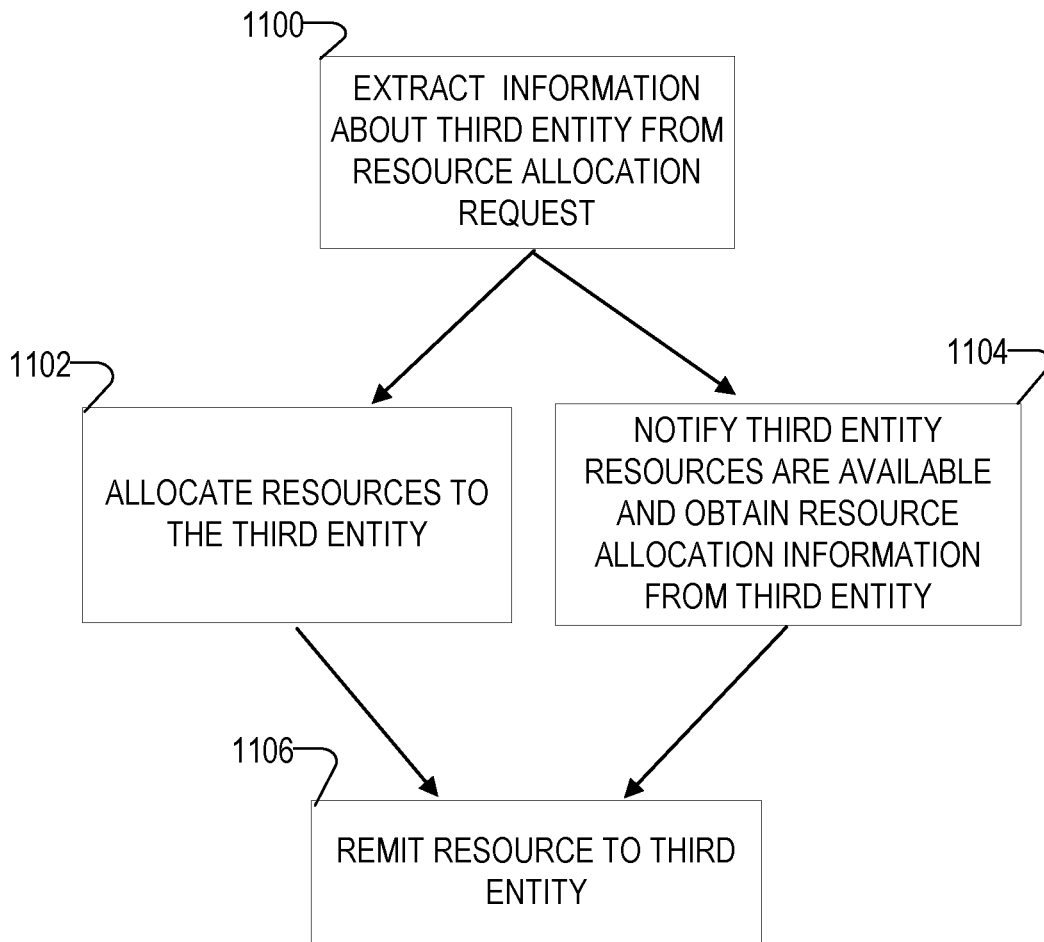 1100
EXTRACT INFORMATION
ABOUT THIRD ENTITY FROM
RESOURCE ALLOCATION
REQUEST
1102
ALLOCATE RESOURCES TO
THE THIRD ENTITY
1104
NOTIFY THIRD ENTITY
RESOURCES ARE AVAILABLE
AND OBTAIN RESOURCE
ALLOCATION INFORMATION
FROM THIRD ENTITY
1106
REMIT RESOURCE TO THIRD
ENTITY